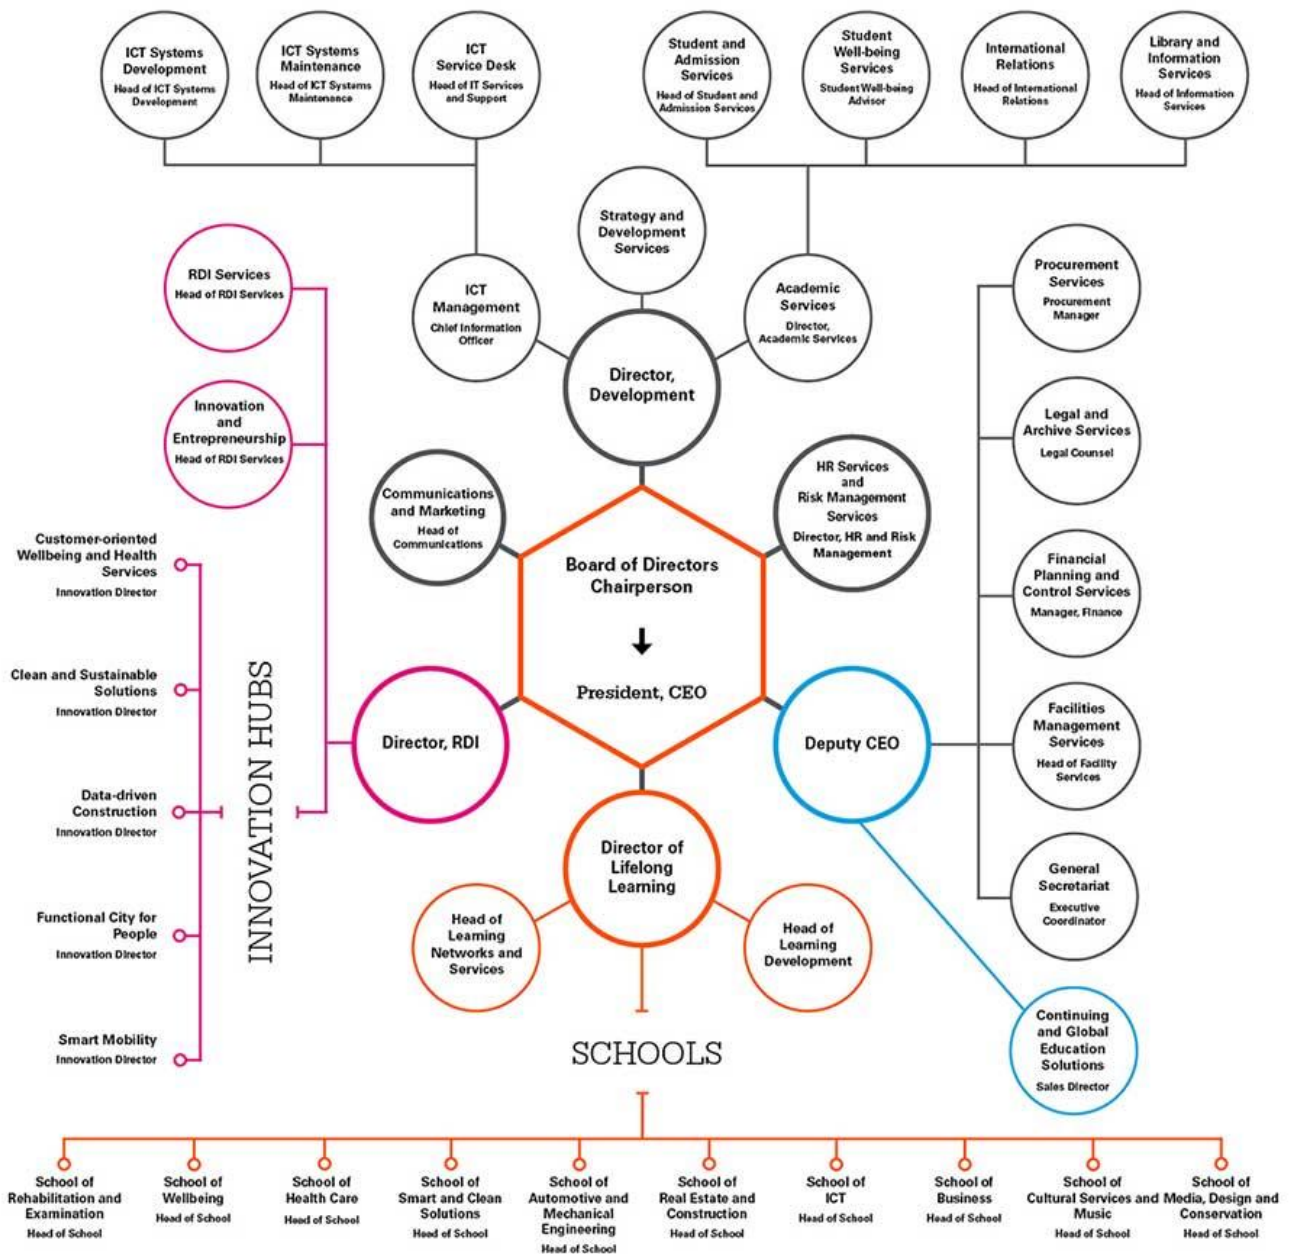 ICT Systems
Development
Head of ICT Systems
Development
ICT Systems
Maintenance
Head of ICT Systems
Maintenance
ICT
Service Desk
Head of IT Services
and Support
Student and
Admission
Services
Head of Student and
Admission Services
Student
Well-being
Services
Student Well-being
Advisor
International
Relations
Head of International
Relations
Library and
Information
Services
Head of Information
Services
Strategy and
Development
Services
RDI Services
Head of RDI Services
ICT
Management
Chief Information
Officer
Academic
Services
Director,
Academic Services
Procurement
Services
Procurement
Manager
Director,
Development
Innovation
and
Entrepreneurship
Head of RDI Services
Legal and
Archive Services
Legal Counsel
Communications
and Marketing
Head of
Communications
HR Services
and
Risk Management
Services
Director, HR and Risk
Management
Board of Directors
Chairperson
President, CEO
Financial
Planning and
Control Services
Manager, Finance
Customer-oriented
Wellbeing and Health
Services
Innovation Director
Clean and Sustainable
Solutions
Innovation Director
Data-driven
Construction
Innovation Director
Functional City for
People
Innovation Director
Smart Mobility
Innovation Director
INNOVATION HUBS
Director, RDI
Deputy CEO
Facilities
Management
Services
Head of Facility
Services
Director of
Lifelong
Learning
General
Secretariat
Executive
Coordinator
Head of
Learning
Networks and
Services
Head of
Learning
Development
Continuing
and Global
Education
Solutions
Sales Director
SCHOOLS
School of
Rehabilitation and
Examination
Head of School
School of
Wellbeing
Head of School
School of
Health Care
Head of School
School of
Smart and Clean
Solutions
Head of School
School of
Automotive and
Mechanical
Engineering
Head of School
School of
Real Estate and
Construction
Head of School
School of
ICT
Head of School
School of
Business
Head of School
School of
Cultural Services and
Music
Head of School
School of
Media, Design and
Conservation
Head of School